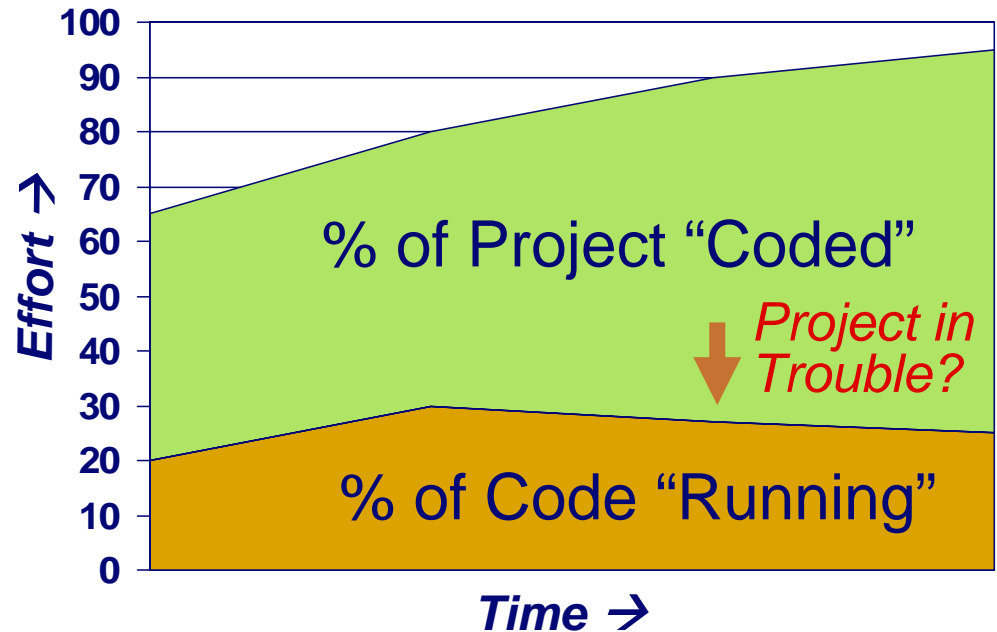 100
90
80
70
60
50
40
30
20
10
0
Effort →
% of Project “Coded”
Project in
Trouble?
% of Code “Running”
Time →